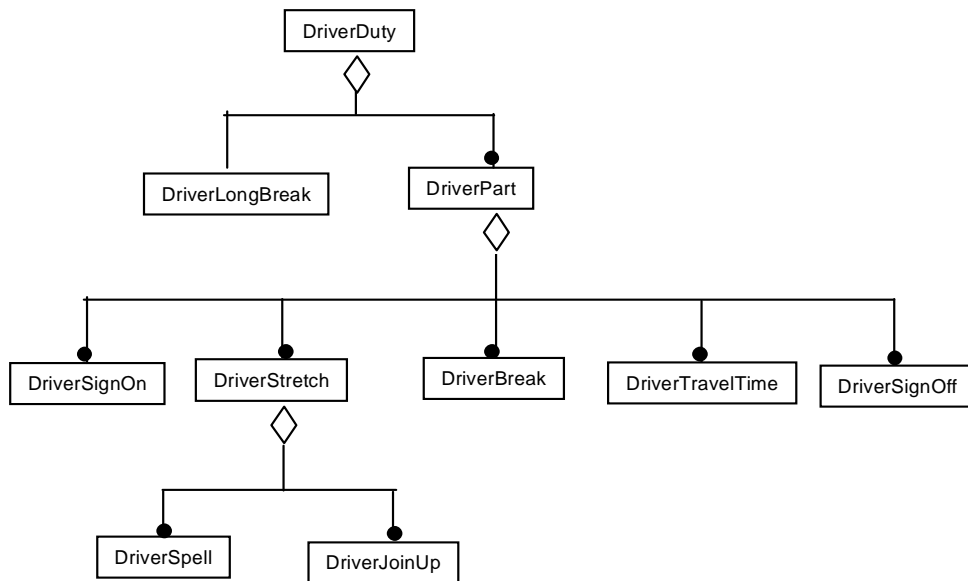 DriverDuty
DriverLongBreak
DriverPart
DriverSignOn
DriverStretch
DriverBreak
DriverTravelTime
DriverSignOff
DriverSpell
DriverJoinUp